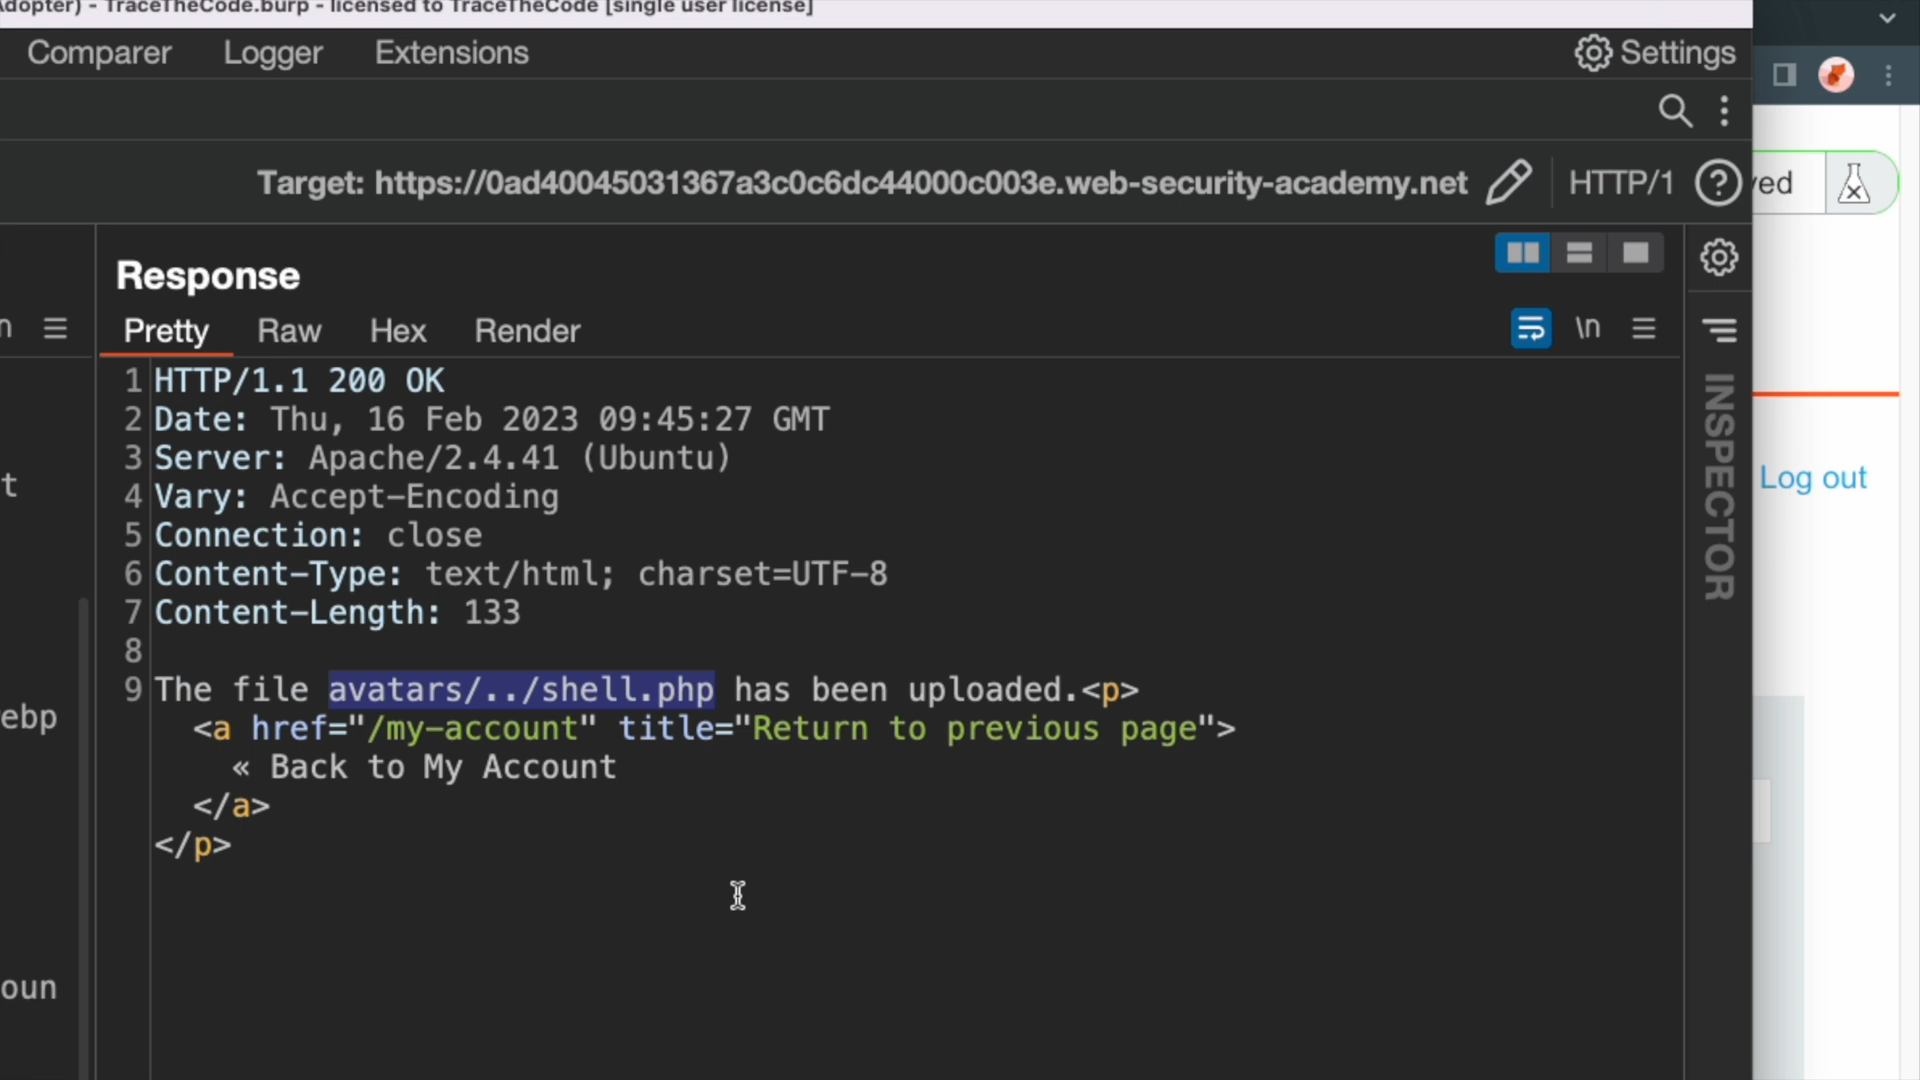 Adopter) - TraceTheCode.burp - licensed to TraceTheCode [single user license]
Comparer Logger Extensions Settings
Target: https://0ad40045031367a3c0c6dc44000c003e.web-security-academy.net HTTP/1
ved
Response
n
Pretty Raw Hex Render \n
INSPECTOR
Log out
t
ebp
oun
1 HTTP/1.1 200 OK
2 Date: Thu, 16 Feb 2023 09:45:27 GMT
3 Server: Apache/2.4.41 (Ubuntu)
4 Vary: Accept-Encoding
5 Connection: close
6 Content-Type: text/html; charset=UTF-8
7 Content-Length: 133
8
9 The file avatars/../shell.php has been uploaded.<p>
<a href="/my-account" title="Return to previous page">
« Back to My Account
</a>
</p>